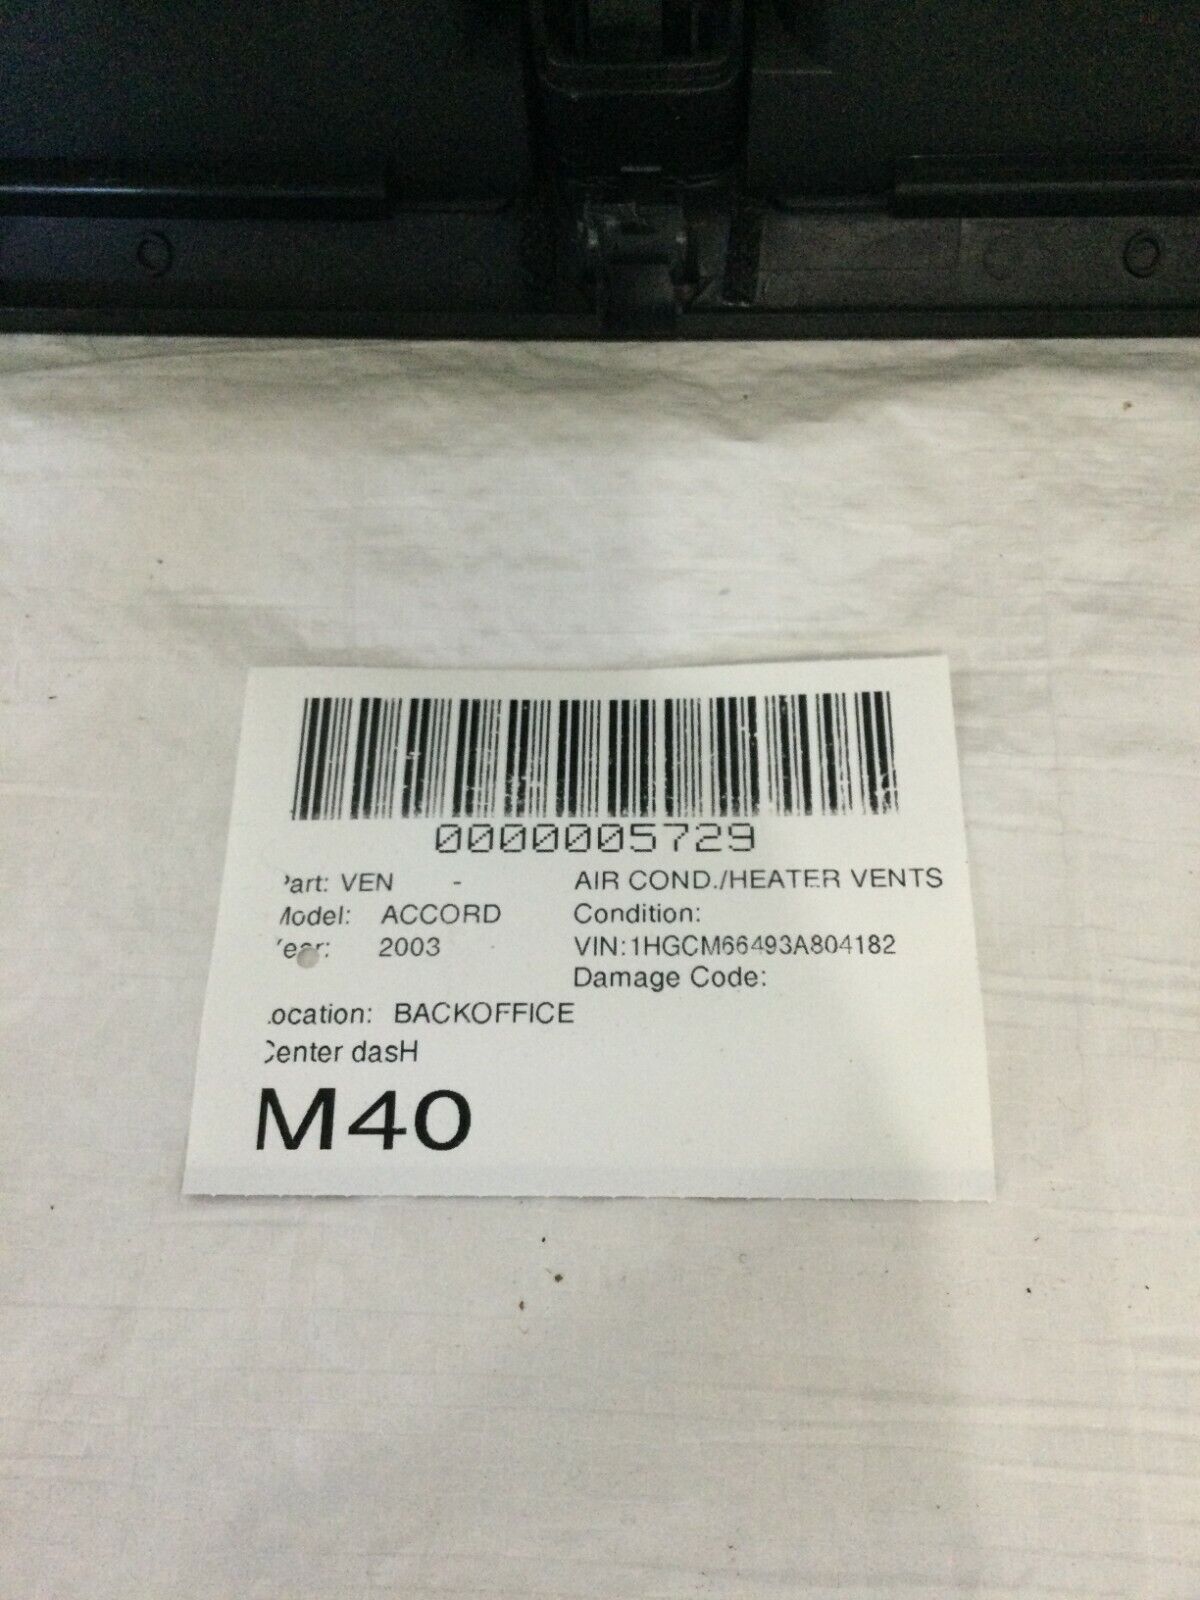 0000005729
Part: VEN - AIR COND./HEATER VENTS
Model: ACCORD Condition:
Year: 2003 VIN:1HGCM66493A804182
Damage Code:
Location: BACKOFFICE
Center dasH
M40